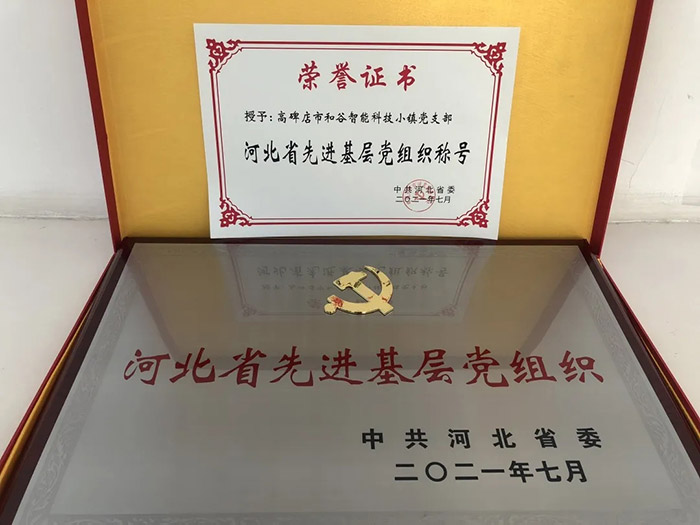 荣誉证书
授予：高碑店市和谷智能科技小镇党支部
河北省先进基层党组织称号
中共河北省委
二〇二一年七月
河北省先进基层党组织
中共河北省委
二〇二一年七月